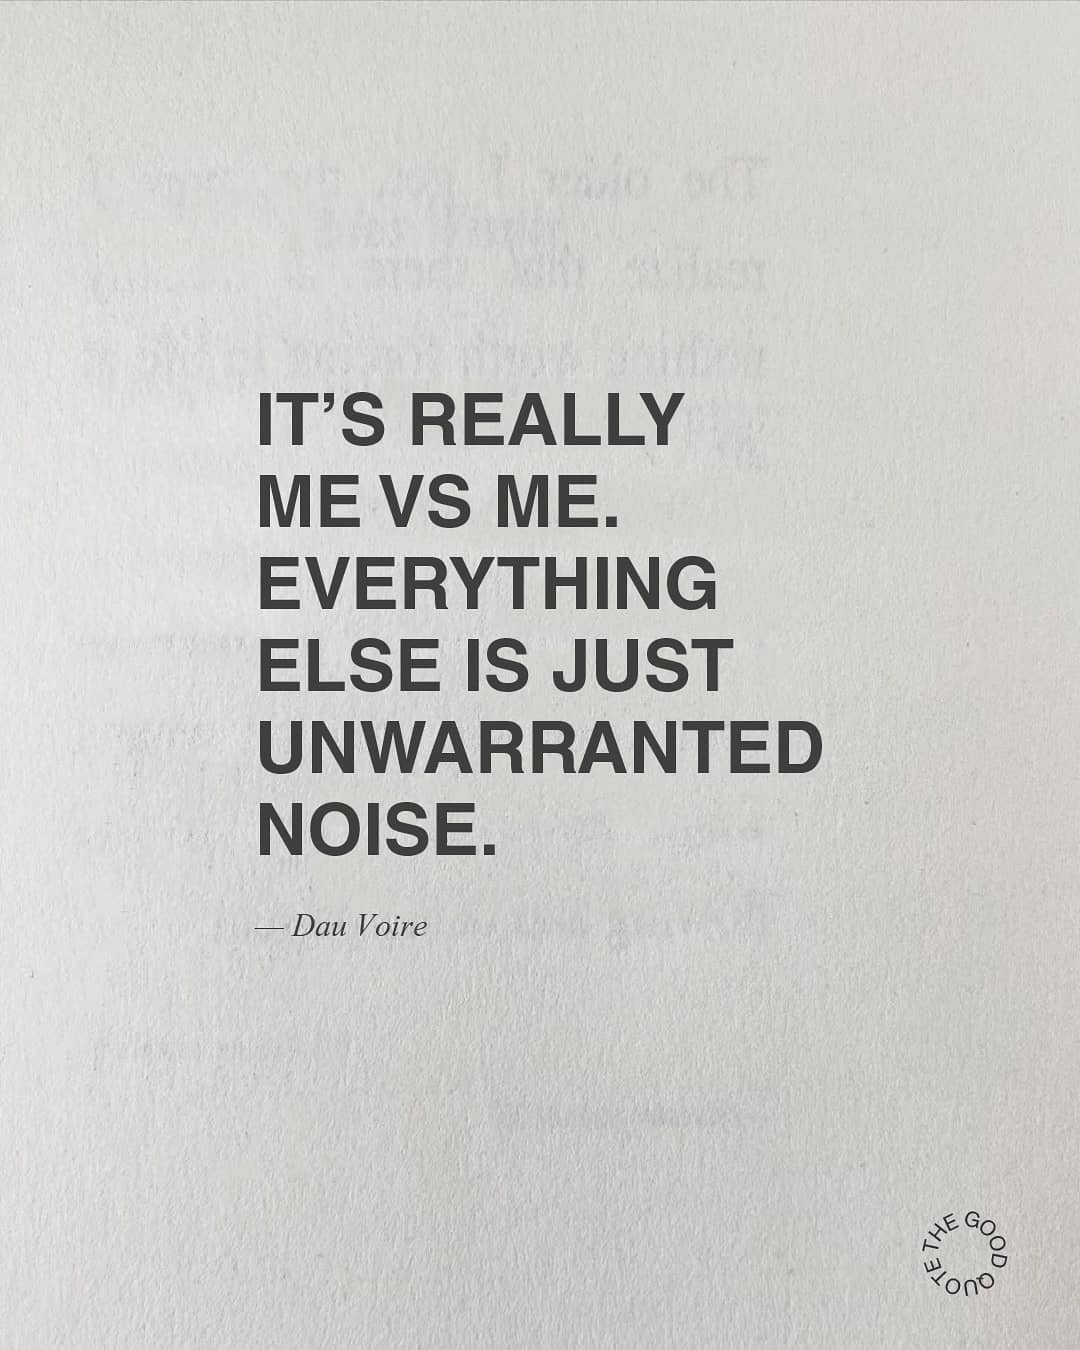 IT’S REALLY
ME VS ME.
EVERYTHING
ELSE IS JUST
UNWARRANTED
NOISE.
— Dau Voire
THE GOOD QUOTE